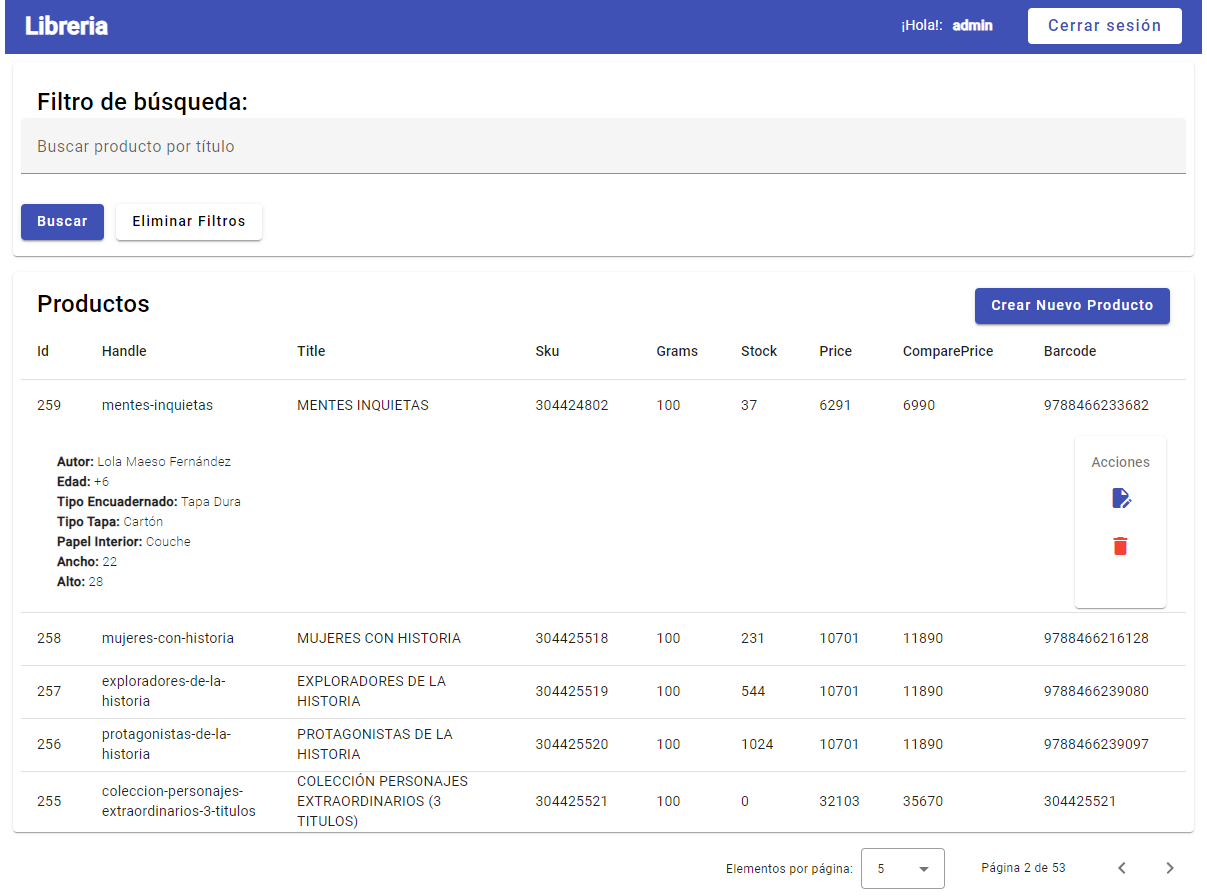 Libreria
¡Hola!: admin
Cerrar sesión
Filtro de búsqueda:
Buscar producto por título
Buscar
Eliminar Filtros
Productos
Crear Nuevo Producto
Id Handle Title Sku Grams Stock Price ComparePrice Barcode
259 mentes-inquietas MENTES INQUIETAS 304424802 100 37 6291 6990 9788466233682
Autor: Lola Maeso Fernández
Edad: +6
Tipo Encuadernado: Tapa Dura
Tipo Tapa: Cartón
Papel Interior: Couche
Ancho: 22
Alto: 28
Acciones
258 mujeres-con-historia MUJERES CON HISTORIA 304425518 100 231 10701 11890 9788466216128
257 exploradores-de-la-
historia EXPLORADORES DE LA
HISTORIA 304425519 100 544 10701 11890 9788466239080
256 protagonistas-de-la-
historia PROTAGONISTAS DE LA
HISTORIA 304425520 100 1024 10701 11890 9788466239097
255 coleccion-personajes-
extraordinarios-3-titulos COLECCIÓN PERSONAJES
EXTRAORDINARIOS (3
TITULOS) 304425521 100 0 32103 35670 304425521
Elementos por página: 5 Página 2 de 53